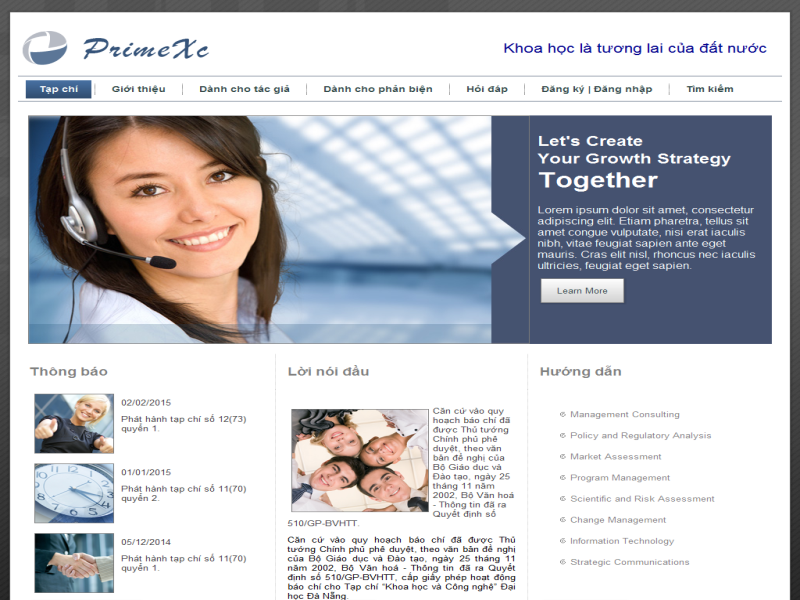 PrimeXc
Khoa học là tương lai của đất nước
Tạp chí
Giới thiệu
Dành cho tác giả
Dành cho phản biện
Hỏi đáp
Đăng ký | Đăng nhập
Tìm kiếm
Let's Create
Your Growth Strategy
Together
Lorem ipsum dolor sit amet, consectetur
adipiscing elit. Etiam pharetra, tellus sit
amet congue vulputate, nisi erat iaculis
nibh, vitae feugiat sapien ante eget
mauris. Cras elit nisl, rhoncus nec iaculis
ultricies, feugiat eget sapien.
Learn More
Thông báo
02/02/2015
Phát hành tạp chí số 12(73)
quyển 1.
01/01/2015
Phát hành tạp chí số 11(70)
quyển 2.
05/12/2014
Phát hành tạp chí số 11(70)
quyển 1.
Lời nói đầu
Căn cứ vào quy
hoạch báo chí đã
được Thủ tướng
Chính phủ phê
duyệt, theo văn
bản đề nghị của
Bộ Giáo dục và
Đào tạo, ngày 25
tháng 11 năm
2002, Bộ Văn hoá
- Thông tin đã ra
Quyết định số
510/GP-BVHTT.
Căn cứ vào quy hoạch báo chí đã được Thủ
tướng Chính phủ phê duyệt, theo văn bản đề nghị
của Bộ Giáo dục và Đào tạo, ngày 25 tháng 11
năm 2002, Bộ Văn hoá - Thông tin đã ra Quyết
định số 510/GP-BVHTT, cấp giấy phép hoạt động
báo chí cho Tạp chí “Khoa học và Công nghệ” Đại
học Đà Nẵng.
Hướng dẫn
Management Consulting
Policy and Regulatory Analysis
Market Assessment
Program Management
Scientific and Risk Assessment
Change Management
Information Technology
Strategic Communications